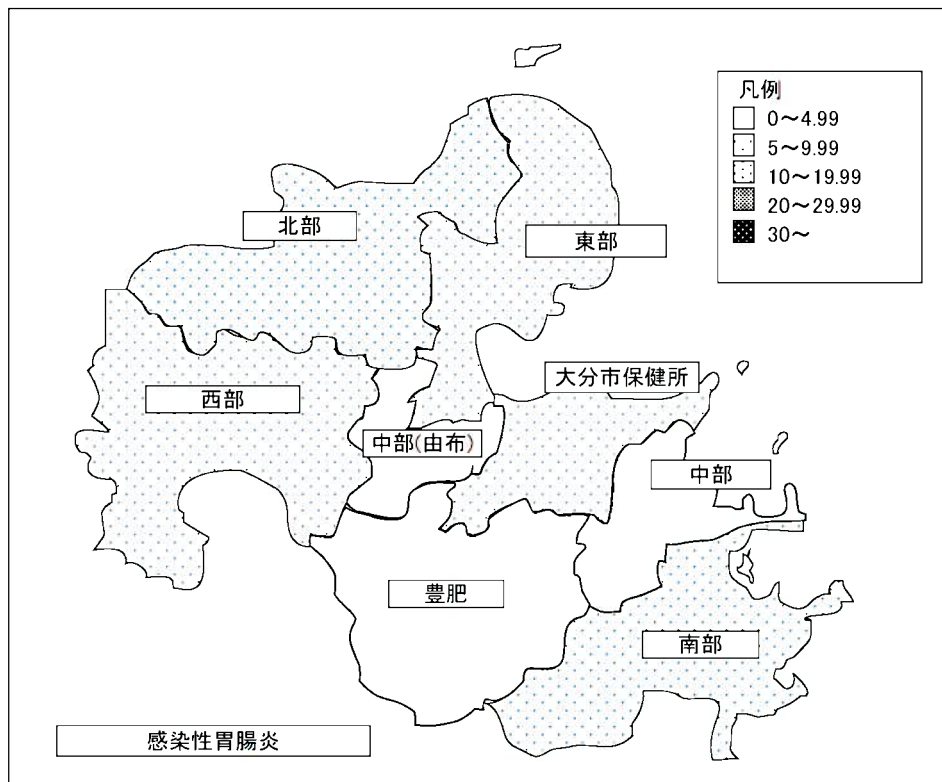 凡例
0～4.99
5～9.99
10～19.99
20～29.99
30～
北部
東部
大分市保健所
西部
中部(由布)
中部
豊肥
南部
感染性胃腸炎